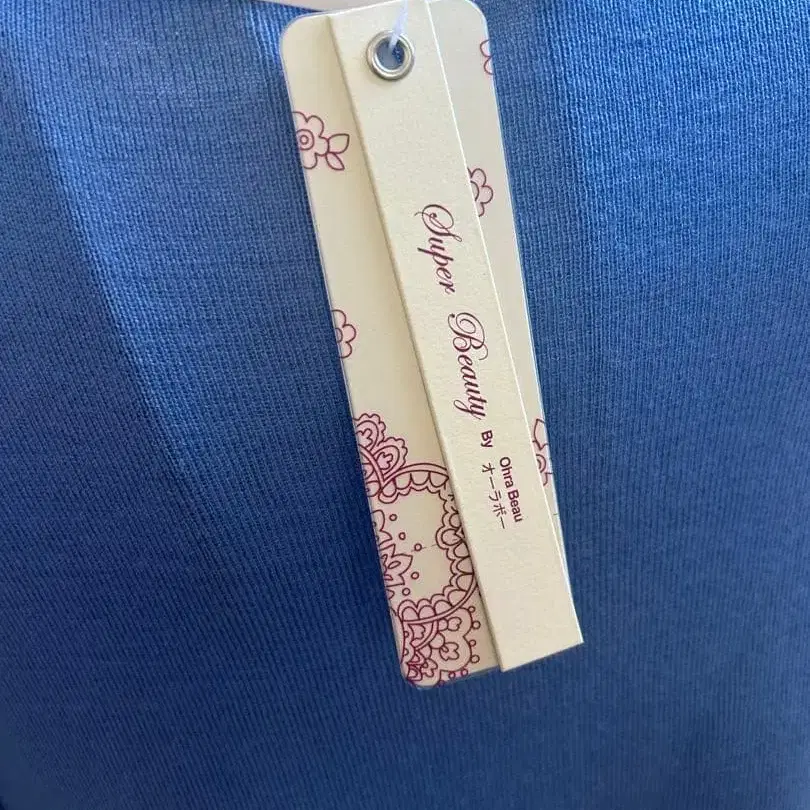 Super Beauty
By Ohra Beau
オーラボー